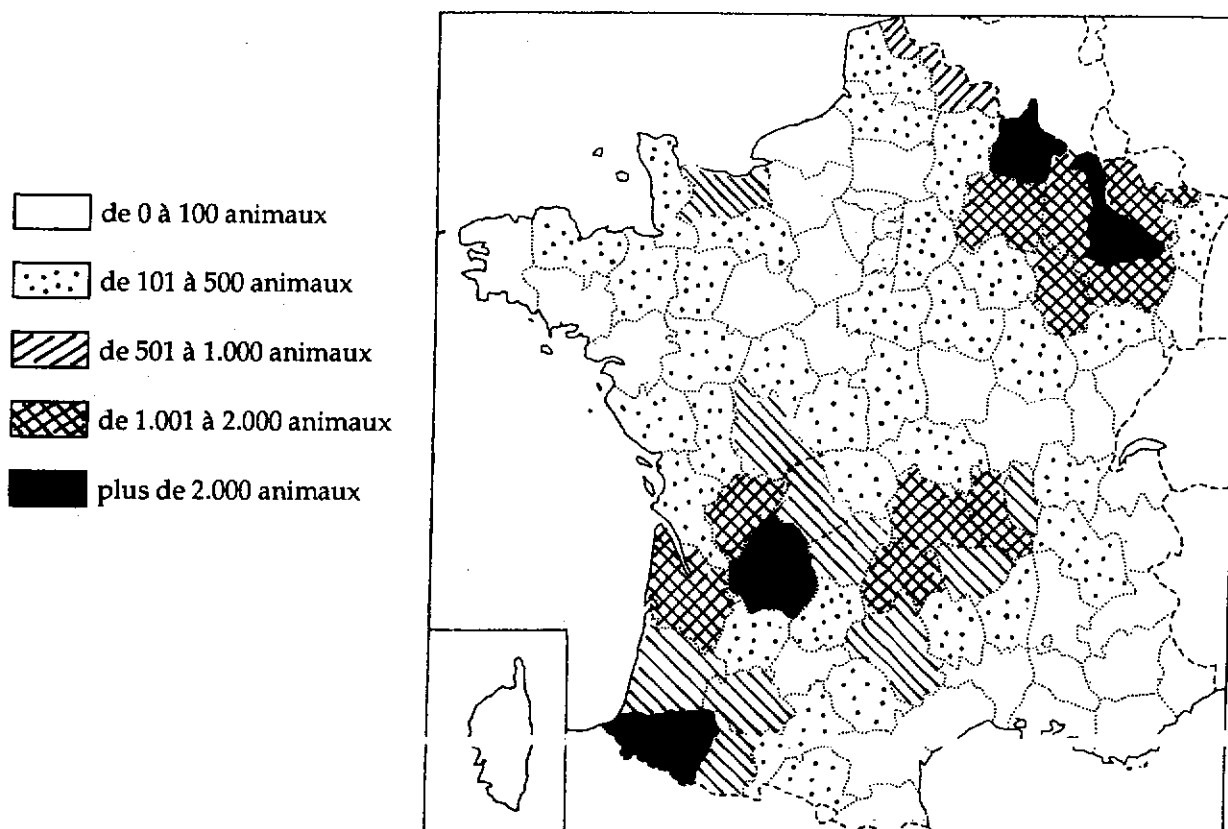 de 0 à 100 animaux
de 101 à 500 animaux
de 501 à 1.000 animaux
de 1.001 à 2.000 animaux
plus de 2.000 animaux